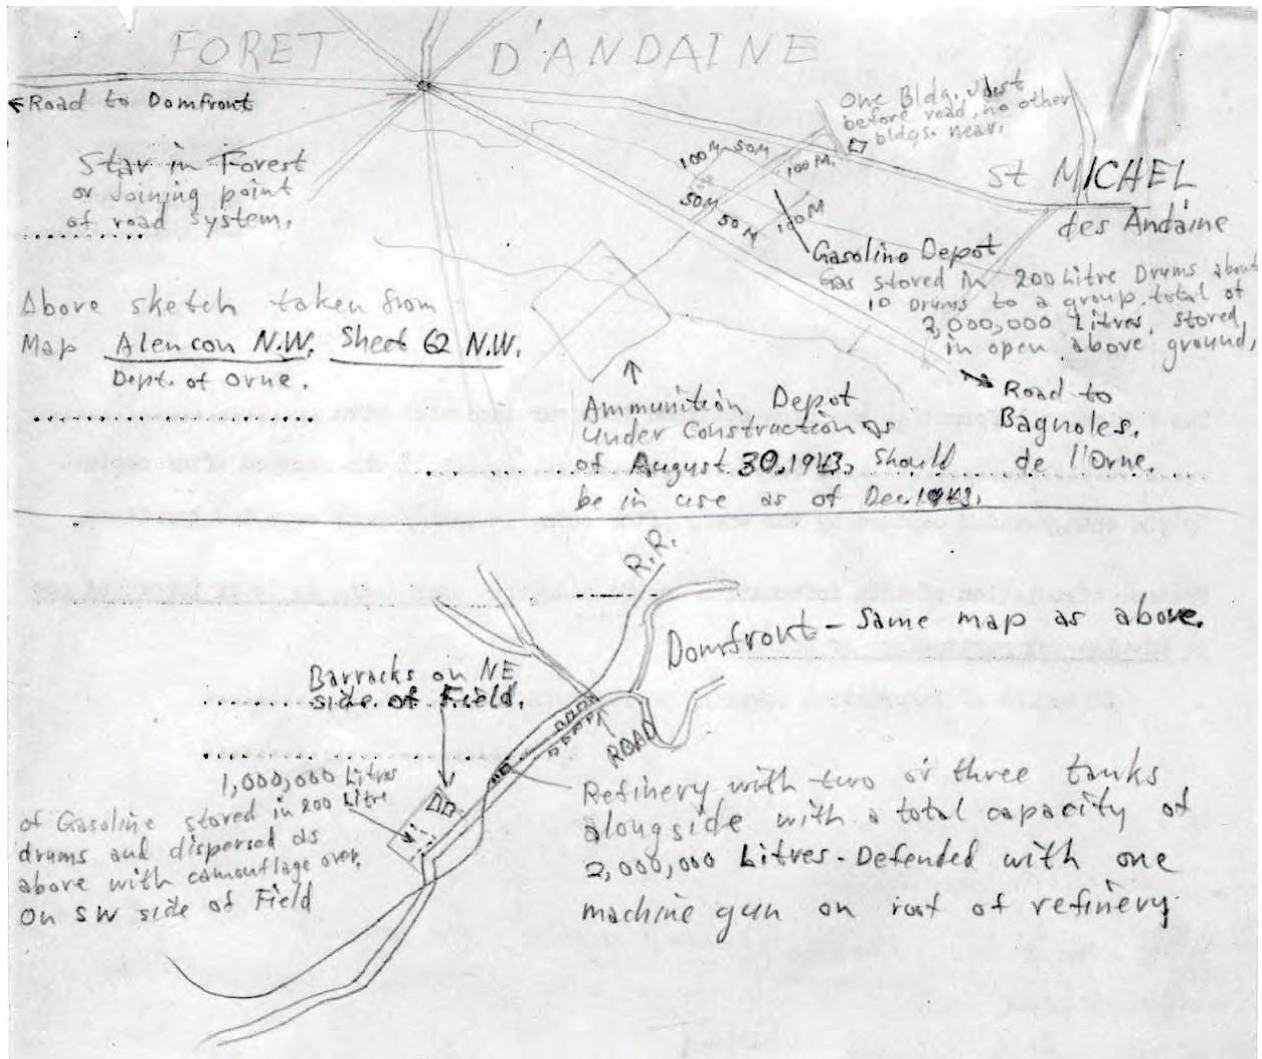 FORET D'ANDAINE
Road to Domfront
Star in Forest
or Joining point
of road system.
One Bldg. Just
before road, no other
bldgs. near.
100 M
50M
100 M.
50M
50 M
10 M
St MICHEL
des Andaine
Gasoline Depot
Gas stored in 200 Litre Drums about
10 Drums to a group. total of
2,000,000 Litres, stored
in open above ground,
Above sketch taken from
Map Alencon N.W. Sheet 62 N.W.
Dept. of Orne.
Ammunition Depot
Under Construction as
of August 30, 1943, Should
be in use as of Dec. 1943.
Road to
Bagnoles.
de l'Orne.
R.R.
Domfront - Same map as above.
Barracks on NE
side of Field.
ROAD
1,000,000 Litres
of Gasoline stored in 200 Litre
drums and dispersed as
above with camouflage over.
On SW side of Field
Refinery with two or three tanks
alongside with a total capacity of
2,000,000 Litres - Defended with one
machine gun on roof of refinery.